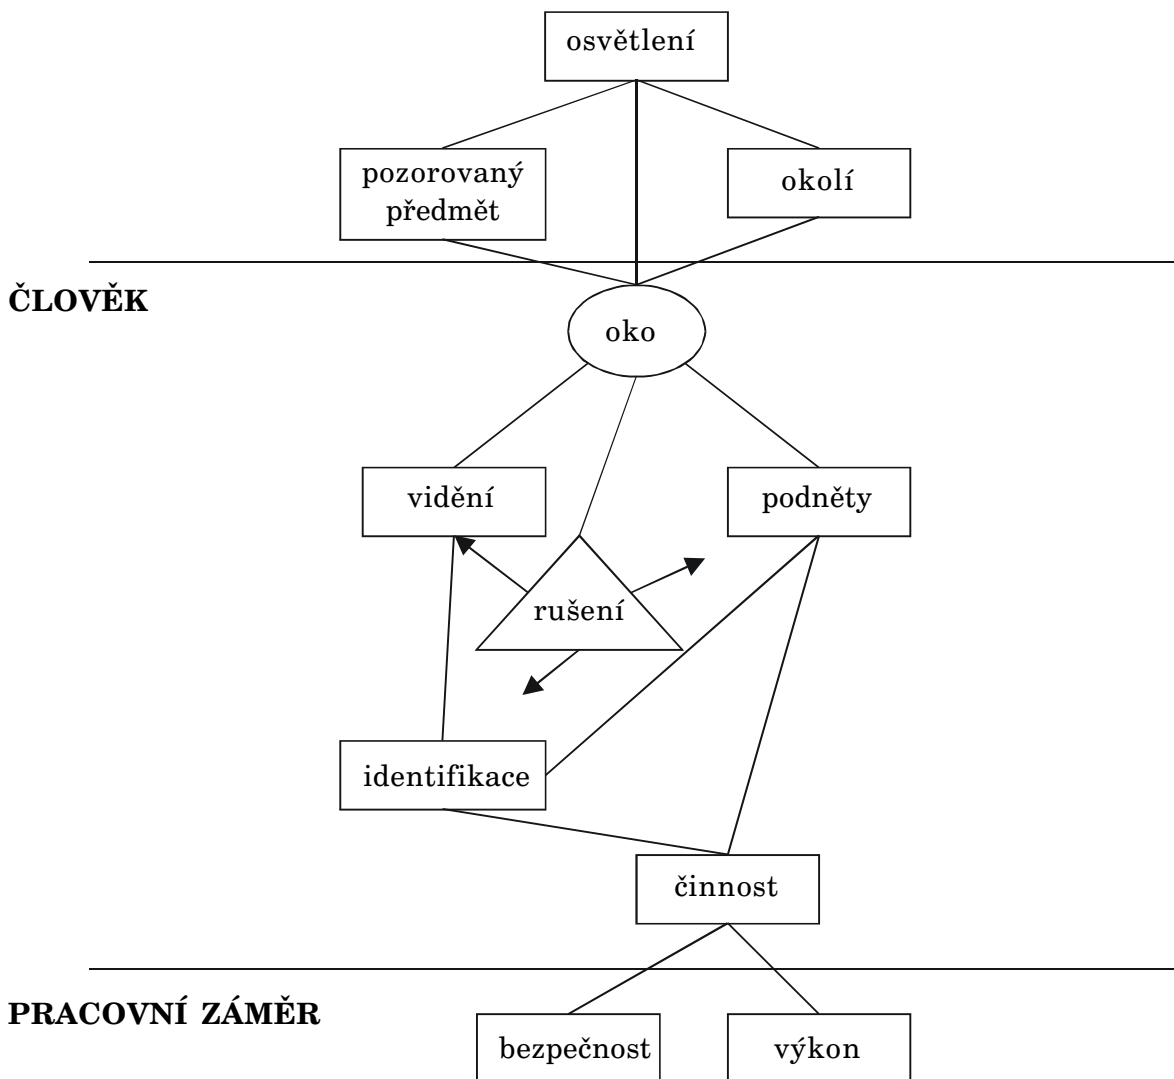 osvětlení
pozorovaný
předmět
okolí
ČLOVĚK
oko
vidění
podněty
rušení
identifikace
činnost
PRACOVNÍ ZÁMĚR
bezpečnost
výkon